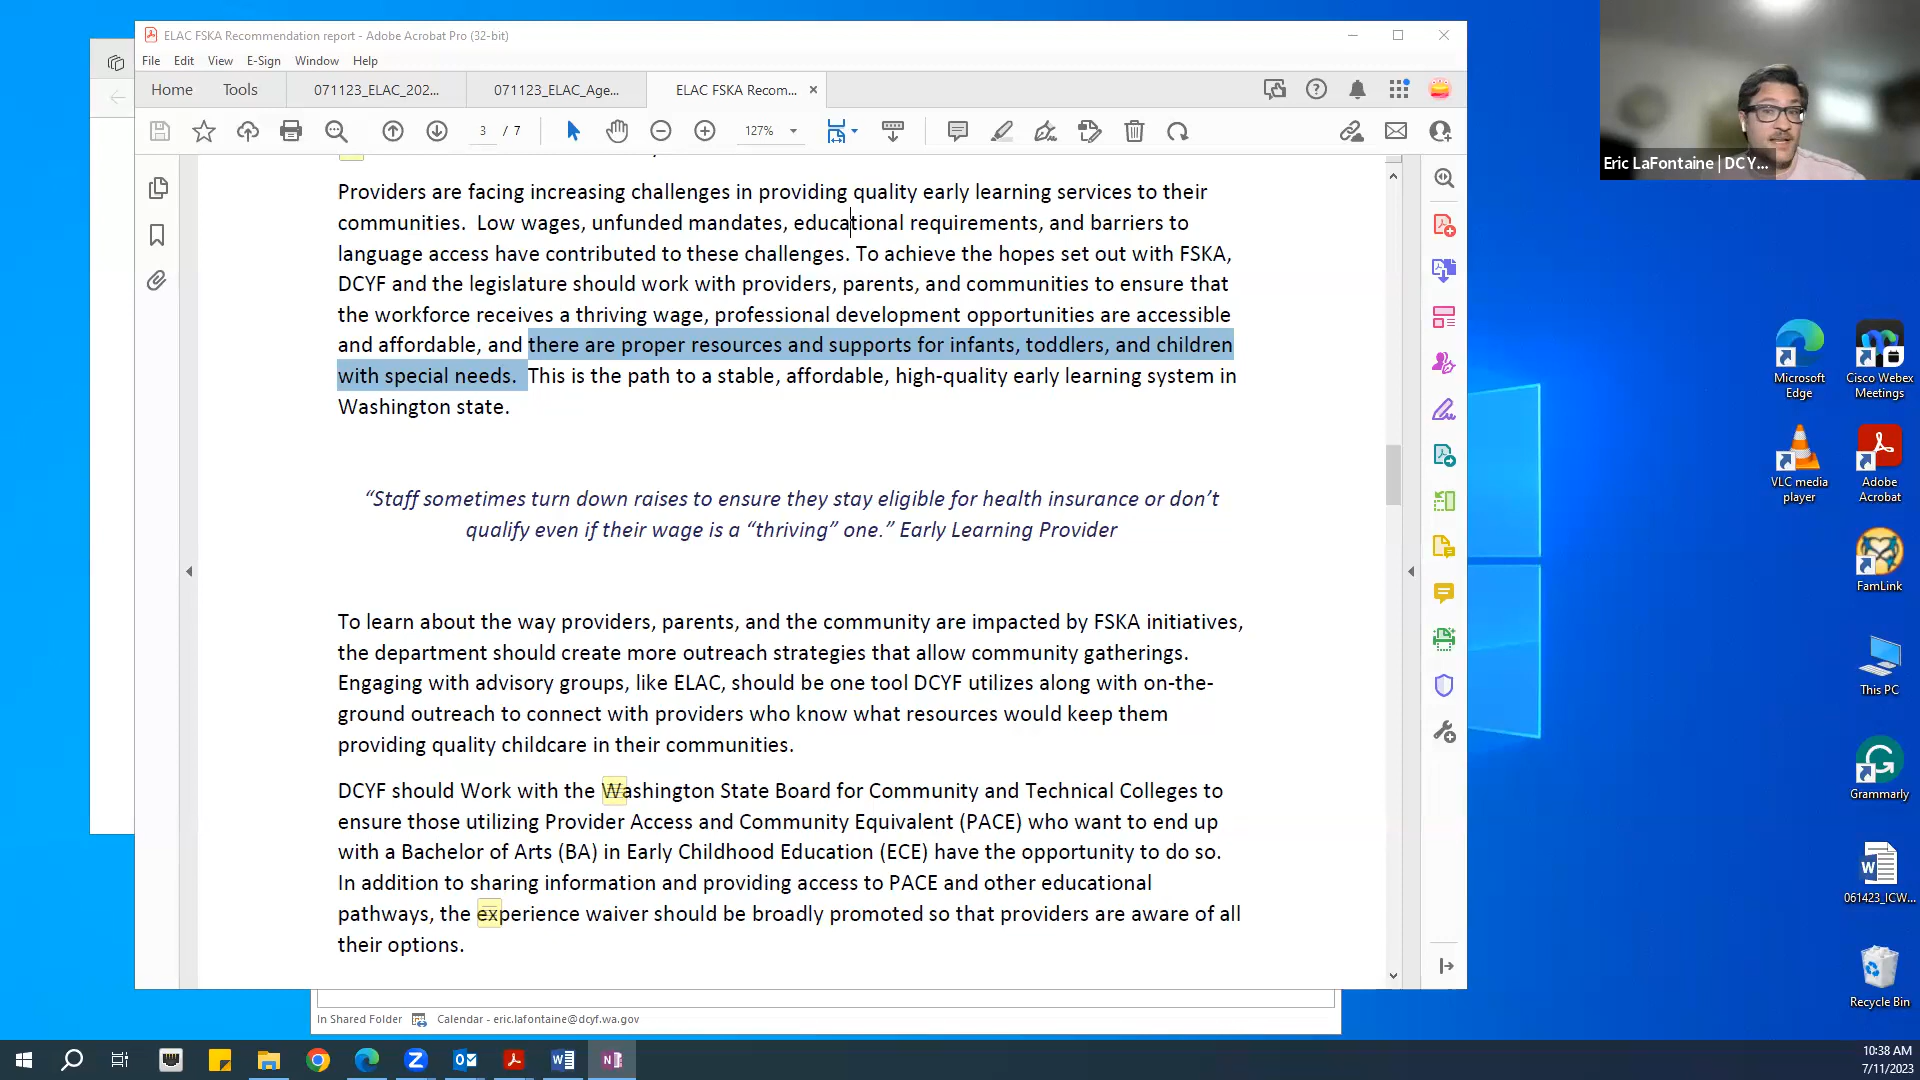 ELAC FSKA Recommendation report - Adobe Acrobat Pro (32-bit)
File Edit View E-Sign Window Help
Home Tools 071123_ELAC_202... 071123_ELAC_Age... ELAC FSKA Recom... ×
3 / 7 127%
Providers are facing increasing challenges in providing quality early learning services to their
communities.  Low wages, unfunded mandates, educational requirements, and barriers to
language access have contributed to these challenges. To achieve the hopes set out with FSKA,
DCYF and the legislature should work with providers, parents, and communities to ensure that
the workforce receives a thriving wage, professional development opportunities are accessible
and affordable, and there are proper resources and supports for infants, toddlers, and children
with special needs.  This is the path to a stable, affordable, high-quality early learning system in
Washington state.
“Staff sometimes turn down raises to ensure they stay eligible for health insurance or don’t
qualify even if their wage is a “thriving” one.” Early Learning Provider
To learn about the way providers, parents, and the community are impacted by FSKA initiatives,
the department should create more outreach strategies that allow community gatherings.
Engaging with advisory groups, like ELAC, should be one tool DCYF utilizes along with on-the-
ground outreach to connect with providers who know what resources would keep them
providing quality childcare in their communities.
DCYF should Work with the Washington State Board for Community and Technical Colleges to
ensure those utilizing Provider Access and Community Equivalent (PACE) who want to end up
with a Bachelor of Arts (BA) in Early Childhood Education (ECE) have the opportunity to do so.
In addition to sharing information and providing access to PACE and other educational
pathways, the experience waiver should be broadly promoted so that providers are aware of all
their options.
In Shared Folder Calendar - eric.lafontaine@dcyf.wa.gov
Eric LaFontaine | DCY...
Microsoft Edge
Cisco Webex Meetings
VLC media player
Adobe Acrobat
FamLink
This PC
Grammarly
061423_ICW...
Recycle Bin
10:38 AM
7/11/2023